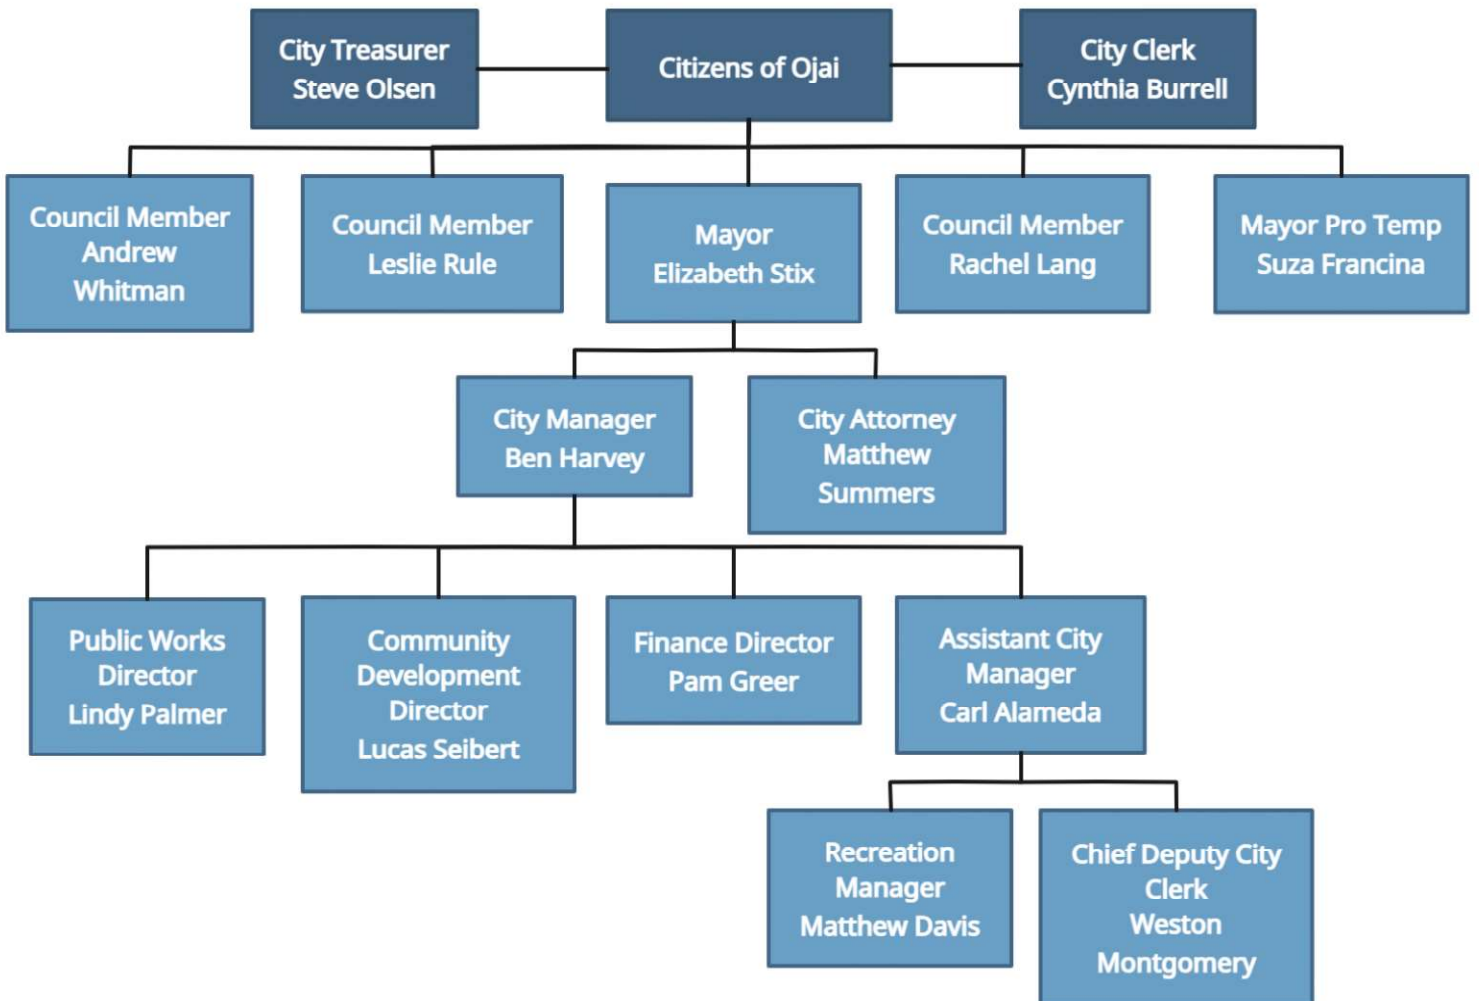 City Treasurer
Steve Olsen
Citizens of Ojai
City Clerk
Cynthia Burrell
Council Member
Andrew
Whitman
Council Member
Leslie Rule
Mayor
Elizabeth Stix
Council Member
Rachel Lang
Mayor Pro Temp
Suza Francina
City Manager
Ben Harvey
City Attorney
Matthew
Summers
Public Works
Director
Lindy Palmer
Community
Development
Director
Lucas Seibert
Finance Director
Pam Greer
Assistant City
Manager
Carl Alameda
Recreation
Manager
Matthew Davis
Chief Deputy City
Clerk
Weston
Montgomery